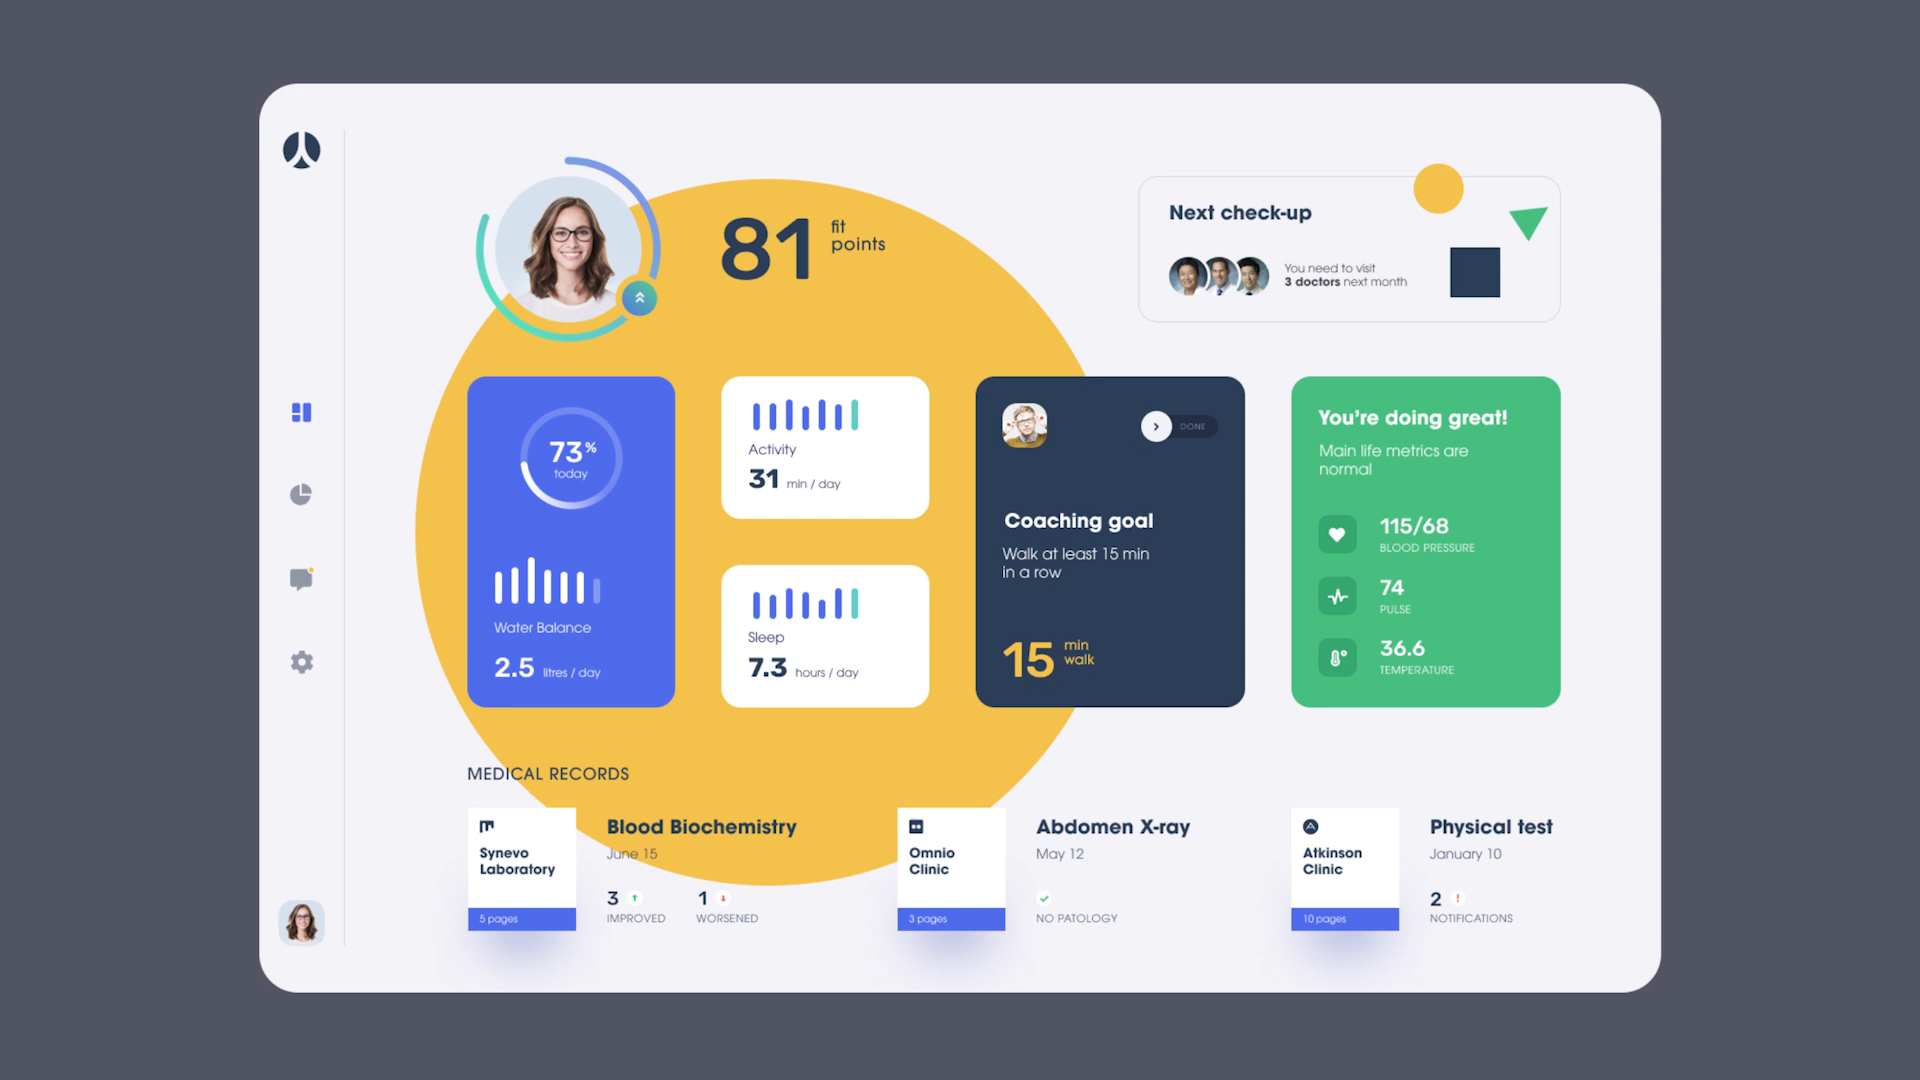 81
fit
points
Next check-up
You need to visit
3 doctors next month
73%
today
Water Balance
2.5 litres / day
Activity
31 min / day
Sleep
7.3 hours / day
DONE
Coaching goal
Walk at least 15 min
in a row
15
min
walk
You're doing great!
Main life metrics are
normal
115/68
BLOOD PRESSURE
74
PULSE
36.6
TEMPERATURE
MEDICAL RECORDS
Synevo
Laboratory
5 pages
Blood Biochemistry
June 15
3
IMPROVED
1
WORSENED
Omnio
Clinic
3 pages
Abdomen X-ray
May 12
NO PATOLOGY
Atkinson
Clinic
10 pages
Physical test
January 10
2 !
NOTIFICATIONS